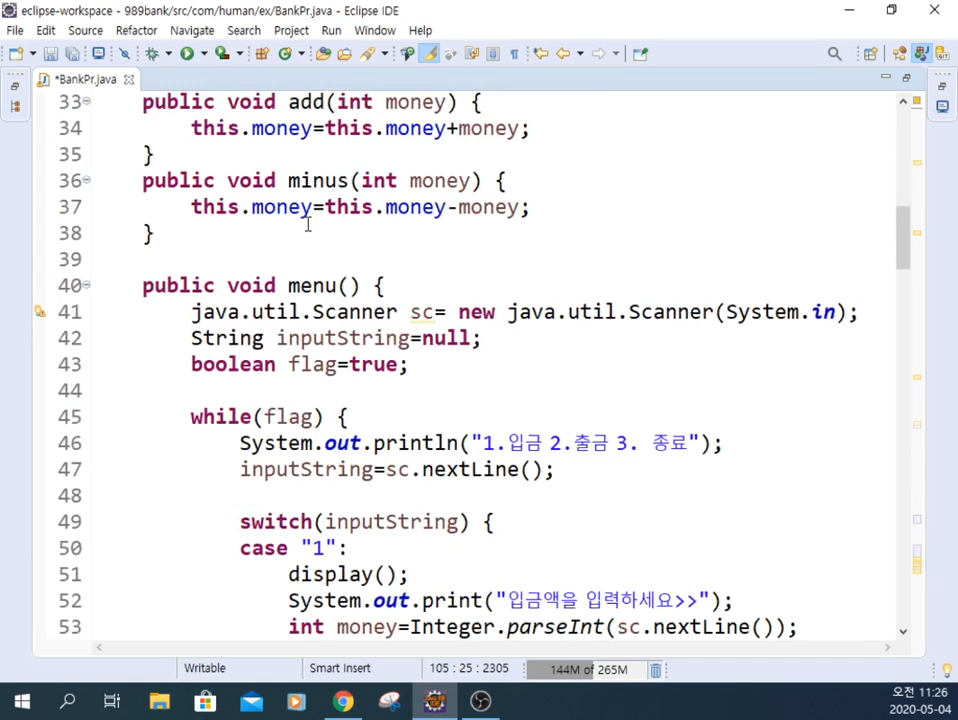 eclipse-workspace - 989bank/src/com/human/ex/BankPr.java - Eclipse IDE
File Edit Source Refactor Navigate Search Project Run Window Help
*BankPr.java
33 public void add(int money) {
34 this.money=this.money+money;
35 }
36 public void minus(int money) {
37 this.money=this.money-money;
38 }
39
40 public void menu() {
41 java.util.Scanner sc= new java.util.Scanner(System.in);
42 String inputString=null;
43 boolean flag=true;
44
45 while(flag) {
46 System.out.println("1.입금 2.출금 3. 종료");
47 inputString=sc.nextLine();
48
49 switch(inputString) {
50 case "1":
51 display();
52 System.out.print("입금액을 입력하세요>>");
53 int money=Integer.parseInt(sc.nextLine());
Writable Smart Insert 105 : 25 : 2305 144M of 265M
오전 11:26
2020-05-04